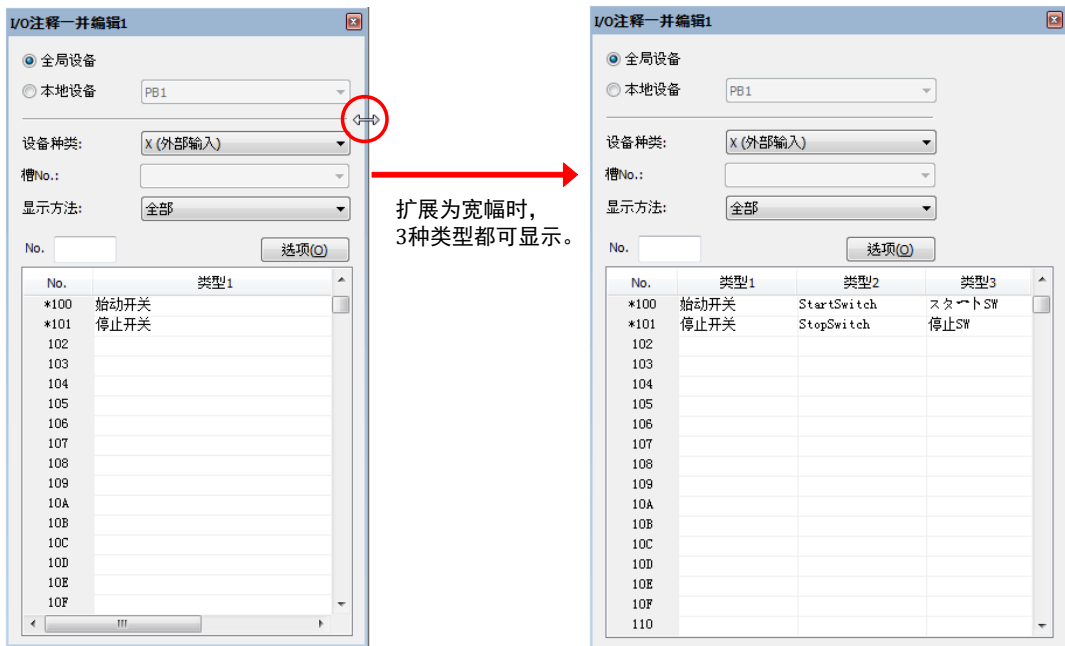 I/O注释一并编辑1
全局设备
本地设备 PB1
设备种类: X (外部输入)
槽No.:
显示方法: 全部
No. 选项(O)
No. 类型1
*100 始动开关
*101 停止开关
102
103
104
105
106
107
108
109
10A
10B
10C
10D
10E
10F
扩展为宽幅时,
3种类型都可显示。
I/O注释一并编辑1
全局设备
本地设备 PB1
设备种类: X (外部输入)
槽No.:
显示方法: 全部
No. 选项(O)
No. 类型1 类型2 类型3
*100 始动开关 StartSwitch スタートSW
*101 停止开关 StopSwitch 停止SW
102
103
104
105
106
107
108
109
10A
10B
10C
10D
10E
10F
110